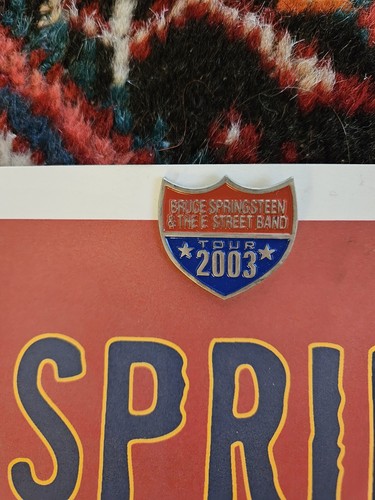 BRUCE SPRINGSTEEN
& THE E STREET BAND
TOUR
2003
SPRI